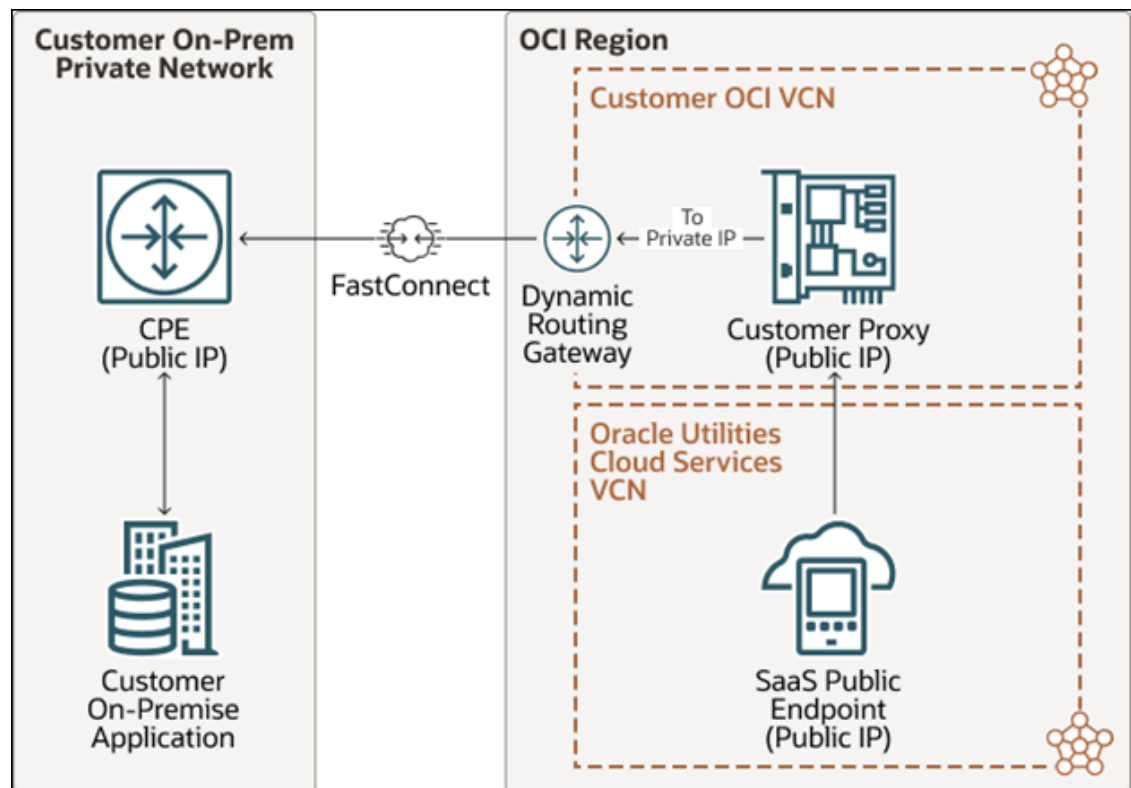 Customer On-Prem
Private Network
CPE
(Public IP)
Customer
On-Premise
Application
FastConnect
OCI Region
Customer OCI VCN
To
Private IP
Dynamic
Routing
Gateway
Customer Proxy
(Public IP)
Oracle Utilities
Cloud Services
VCN
SaaS Public
Endpoint
(Public IP)